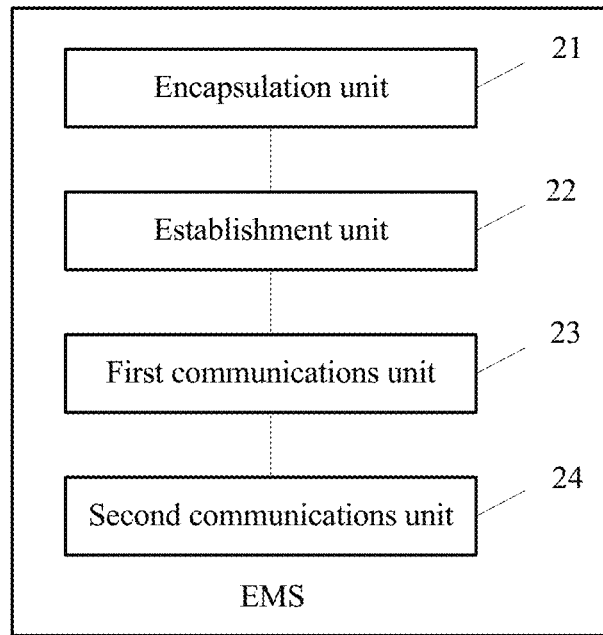 21
Encapsulation unit
22
Establishment unit
23
First communications unit
24
Second communications unit
EMS